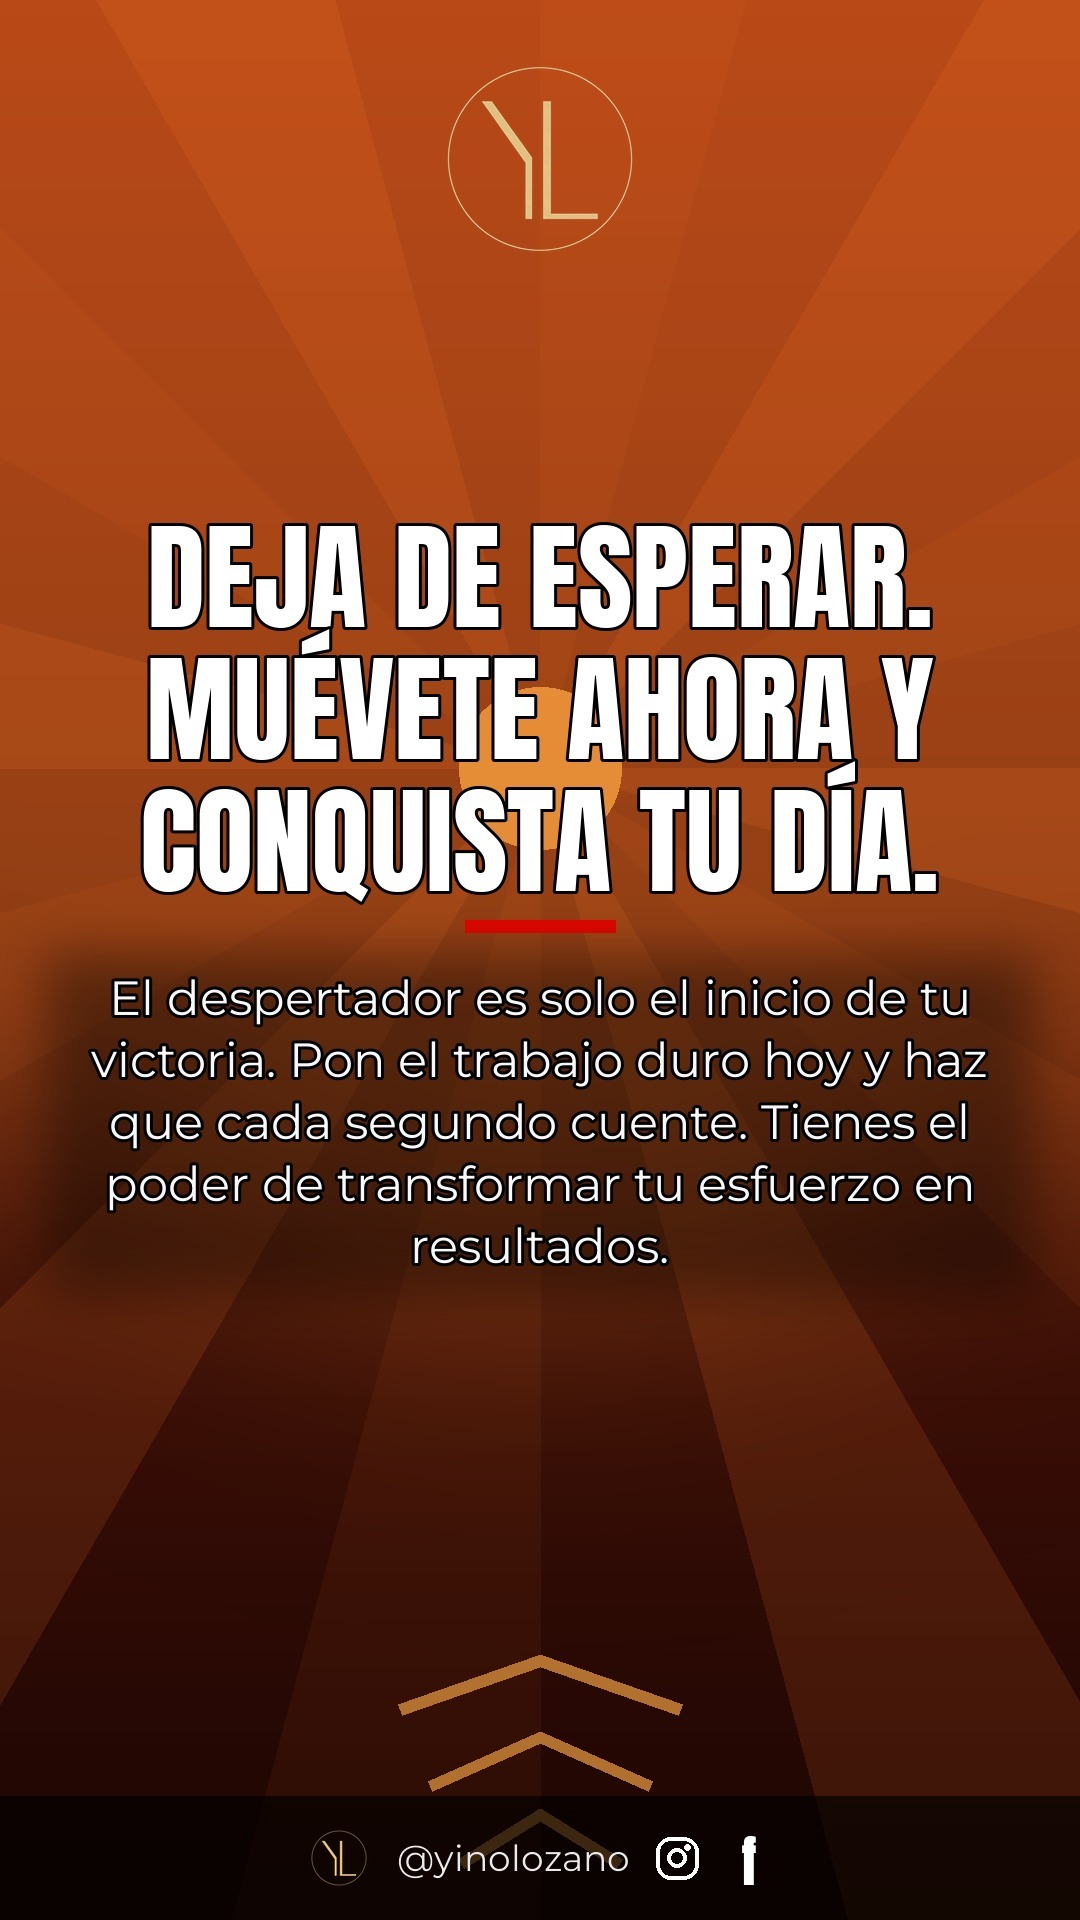 YL
DEJA DE ESPERAR.
MUÉVETE AHORA Y
CONQUISTA TU DÍA.
El despertador es solo el inicio de tu
victoria. Pon el trabajo duro hoy y haz
que cada segundo cuente. Tienes el
poder de transformar tu esfuerzo en
resultados.
YL @yinolozano